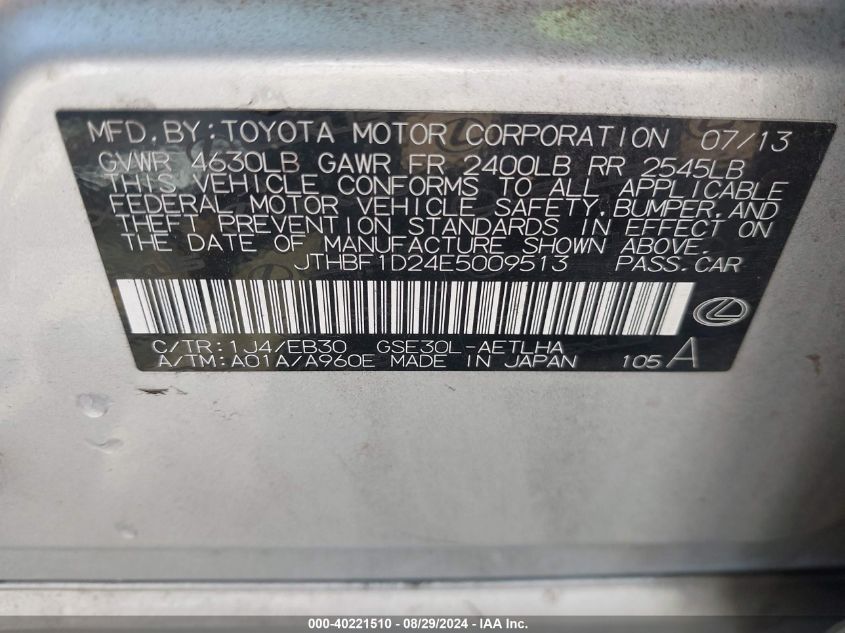 MFD. BY: TOYOTA MOTOR CORPORATION 07/13
GVWR 4630LB GAWR FR 2400LB RR 2545LB
THIS VEHICLE CONFORMS TO ALL APPLICABLE
FEDERAL MOTOR VEHICLE SAFETY, BUMPER, AND
THEFT PREVENTION STANDARDS IN EFFECT ON
THE DATE OF MANUFACTURE SHOWN ABOVE.
JTHBF1D24E5009513 PASS. CAR
C/TR: 1J4/EB30 GSE30L-AETLHA
A/TM: A01A/A960E MADE IN JAPAN 105 A
000-40221510 | 08/29/2024 - IAA Inc.